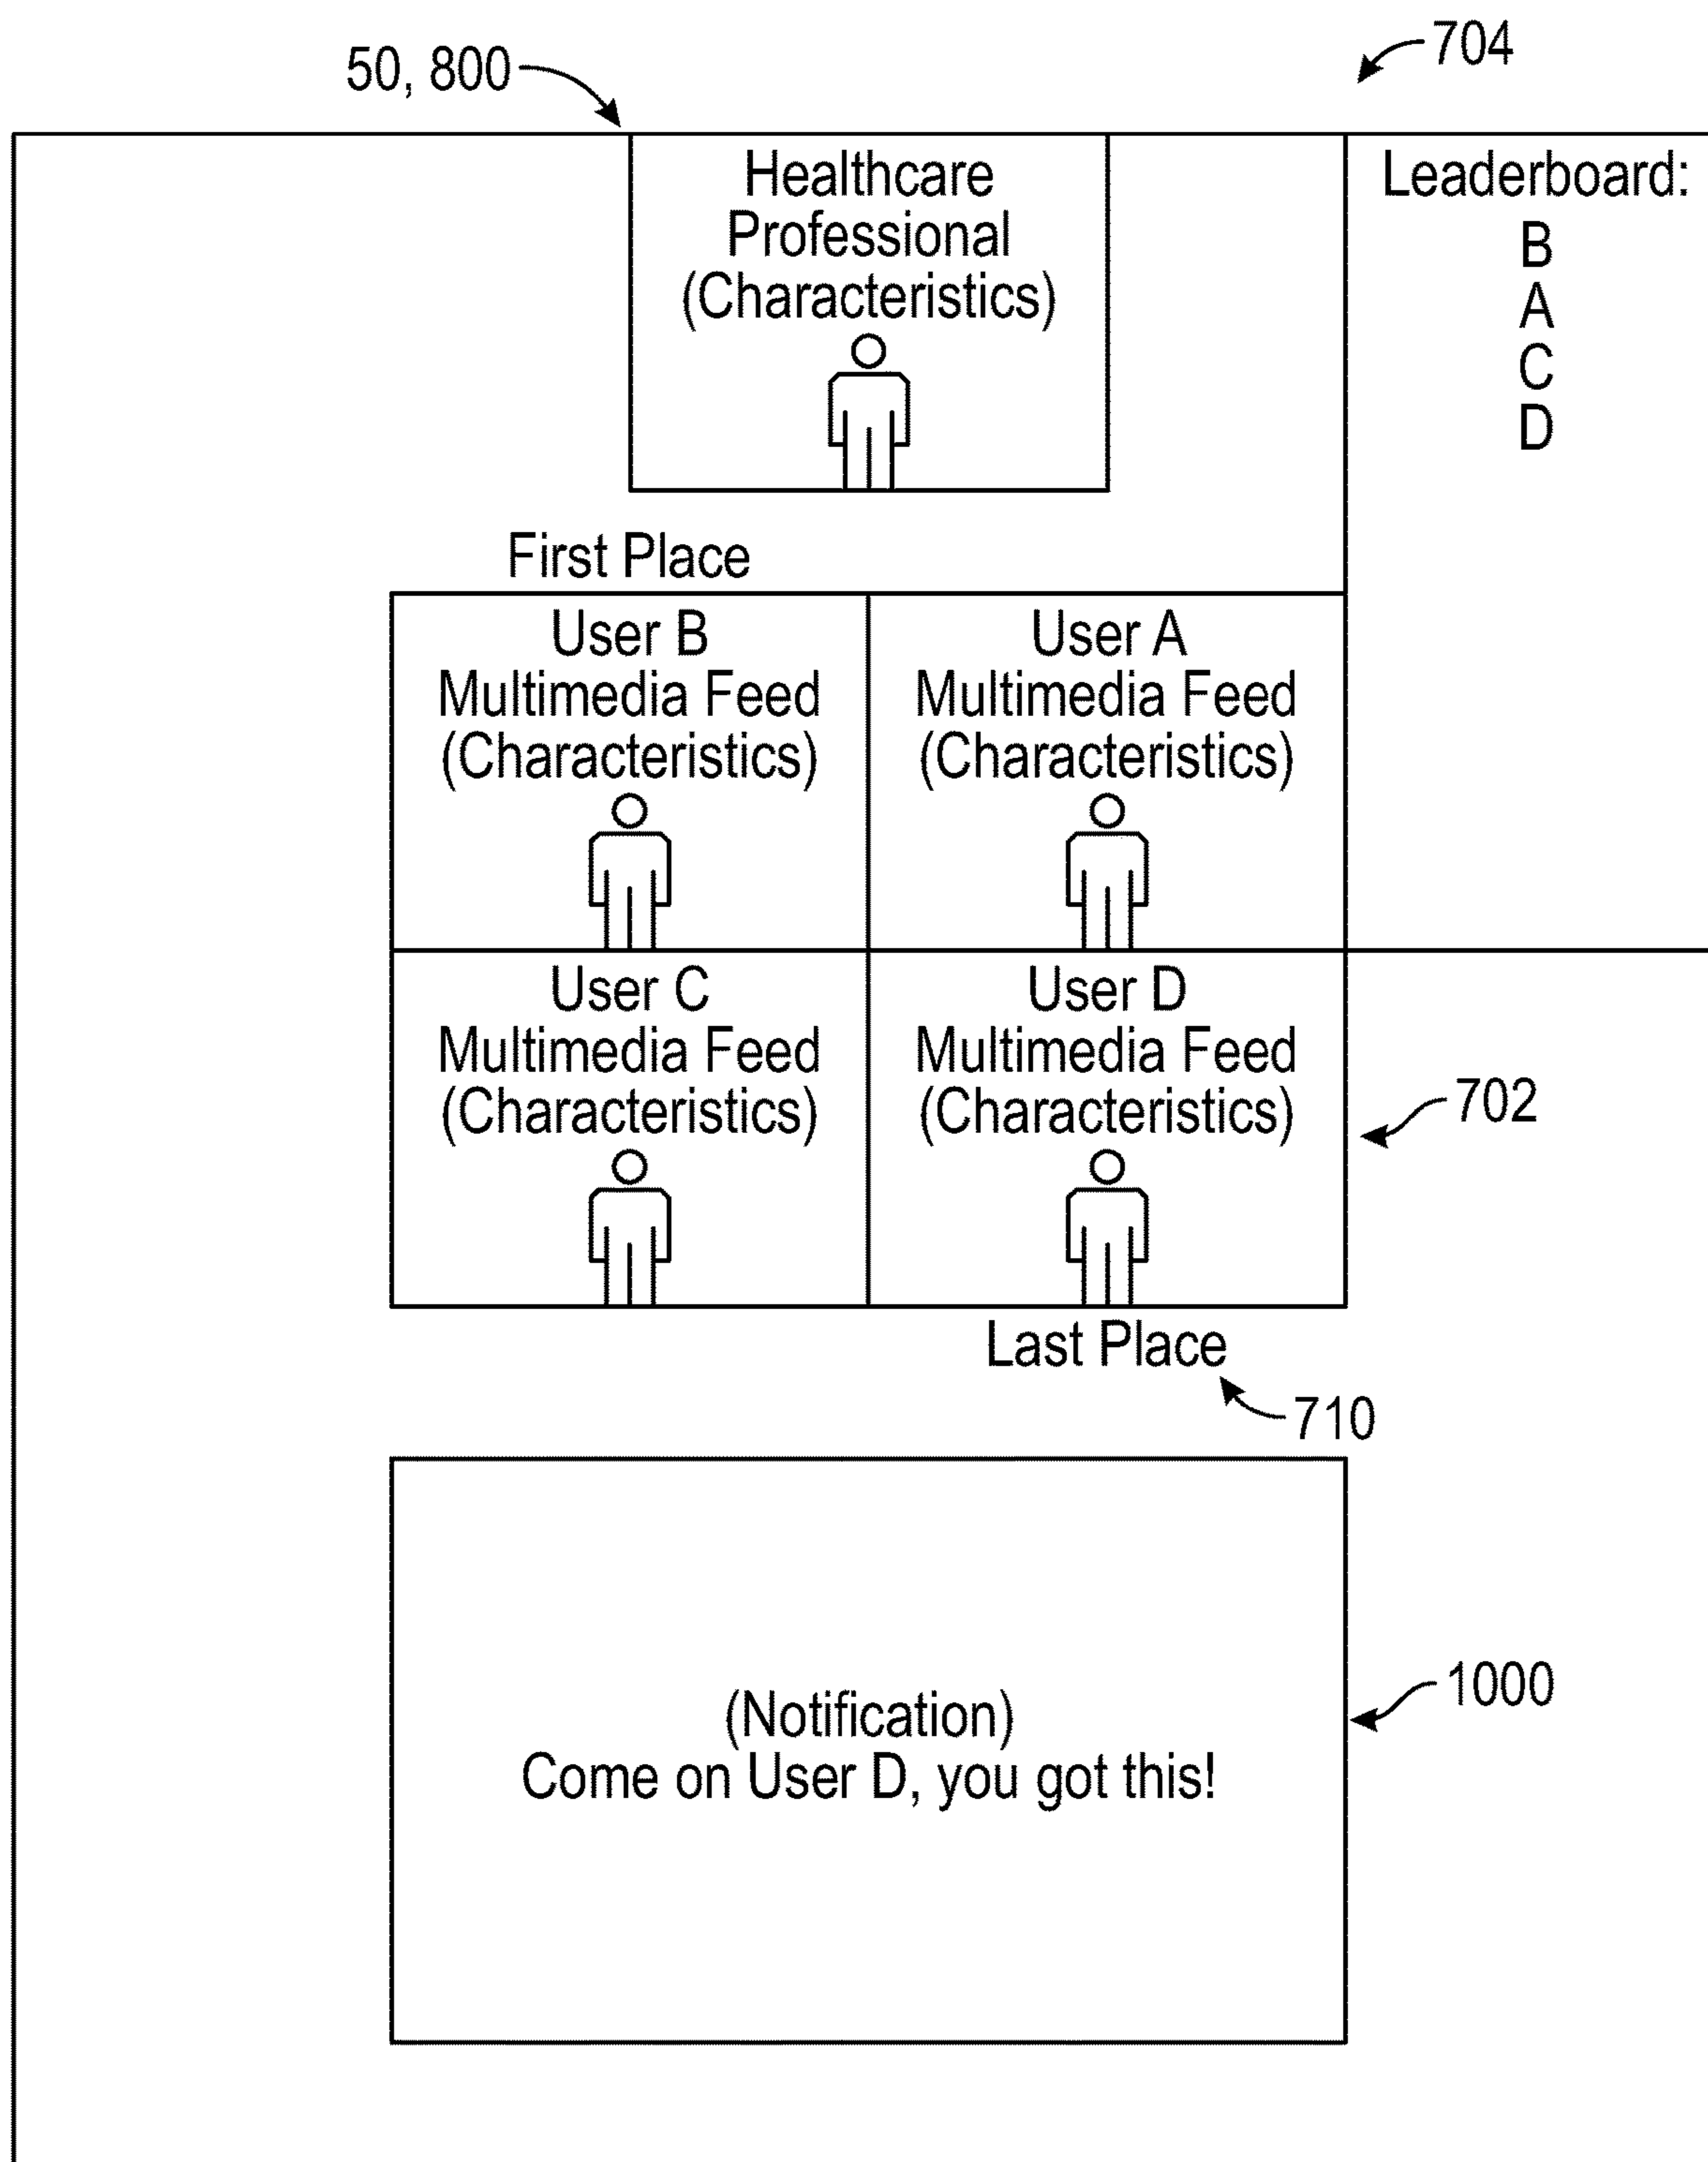 50, 800
704
Healthcare
Professional
(Characteristics)
Leaderboard:
B
A
C
D
First Place
User B
Multimedia Feed
(Characteristics)
User A
Multimedia Feed
(Characteristics)
User C
Multimedia Feed
(Characteristics)
User D
Multimedia Feed
(Characteristics)
702
Last Place
710
(Notification)
Come on User D, you got this!
1000